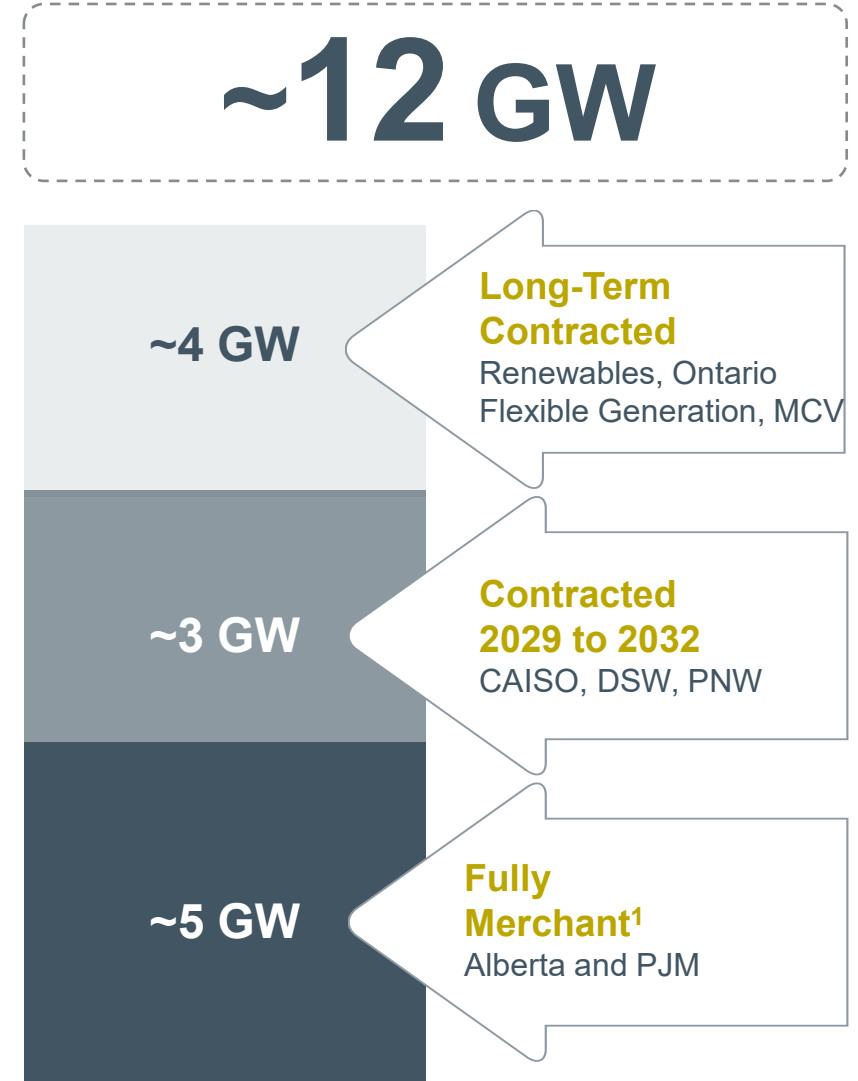 ~12 GW
~4 GW
Long-Term
Contracted
Renewables, Ontario
Flexible Generation, MCV
~3 GW
Contracted
2029 to 2032
CAISO, DSW, PNW
~5 GW
Fully
Merchant¹
Alberta and PJM